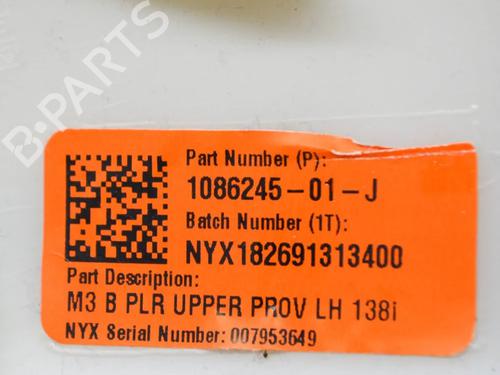 Part Number (P):
1086245-01-J
Batch Number (1T):
NYX182691313400
Part Description:
M3 B PLR UPPER PROV LH 138i
NYX Serial Number: 007953649
B-PARTS